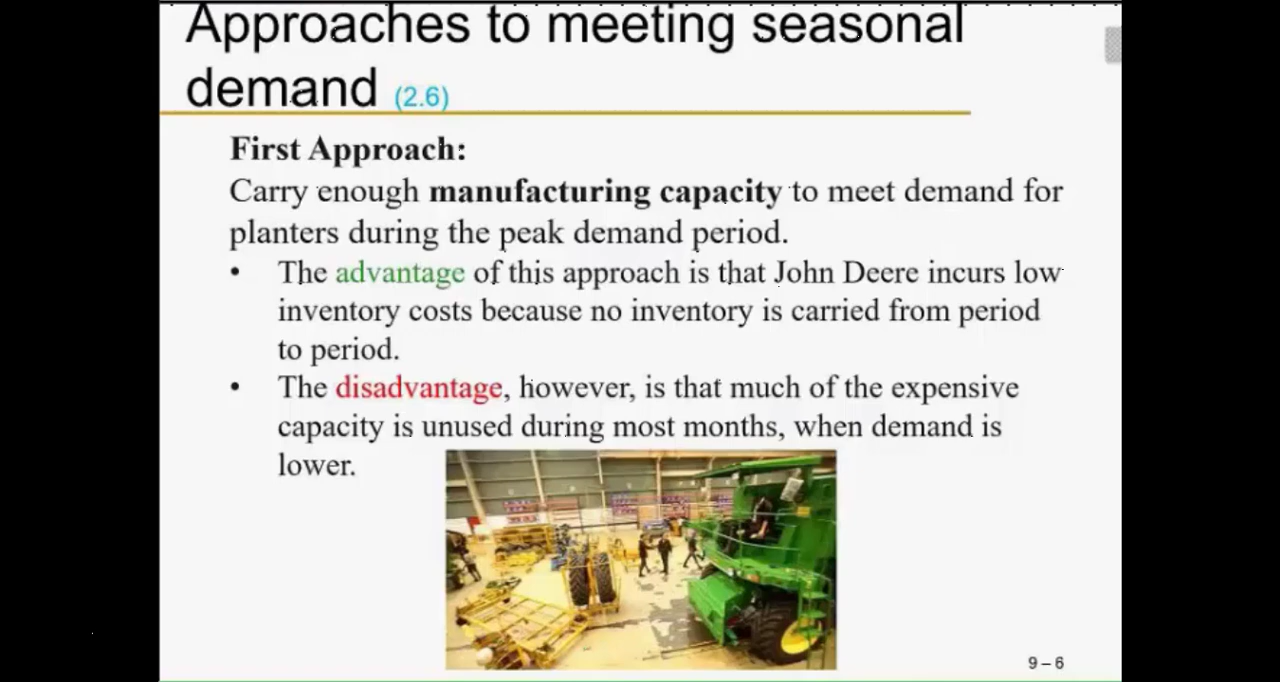 Approaches to meeting seasonal
demand (2.6)
First Approach:
Carry enough manufacturing capacity to meet demand for
planters during the peak demand period.
• The advantage of this approach is that John Deere incurs low
inventory costs because no inventory is carried from period
to period.
• The disadvantage, however, is that much of the expensive
capacity is unused during most months, when demand is
lower.
9 – 6